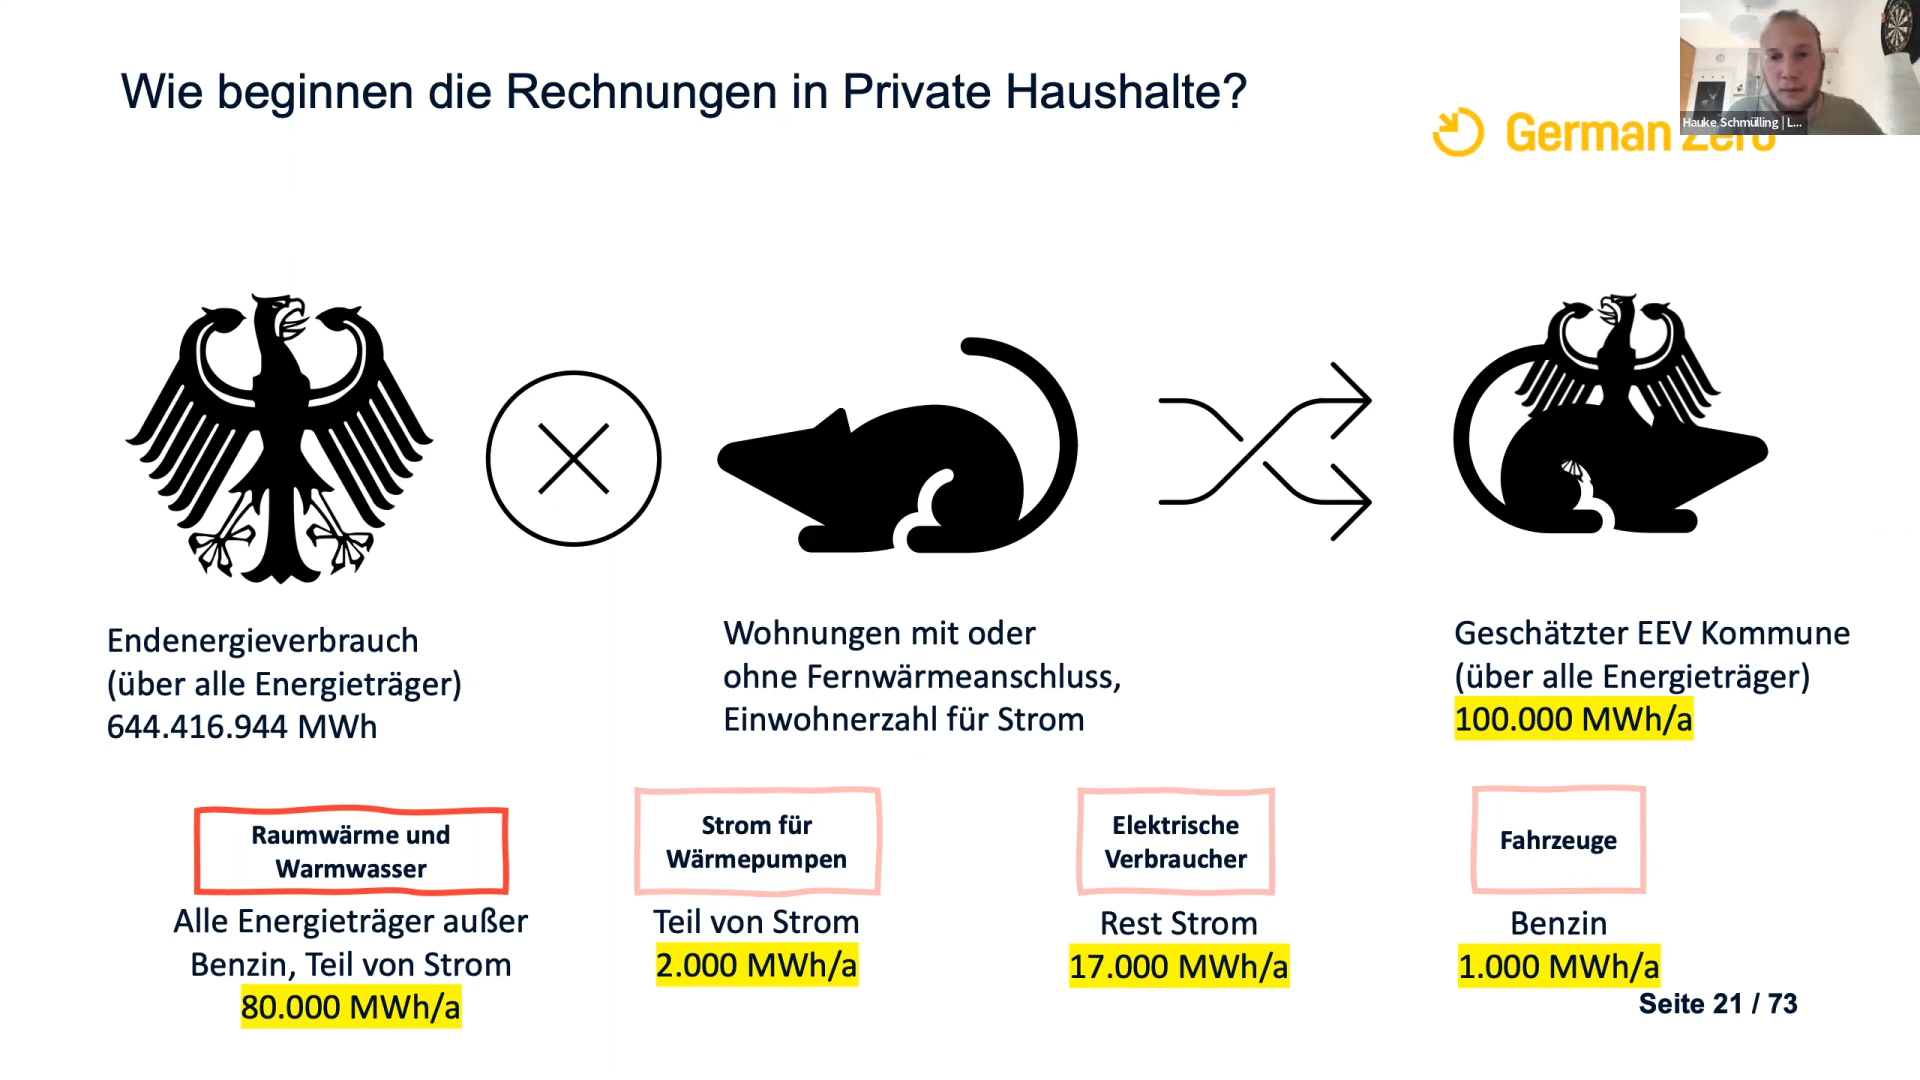 Wie beginnen die Rechnungen in Private Haushalte?
Hauke Schmülling | L...
German Zero
Endenergieverbrauch
(über alle Energieträger)
644.416.944 MWh
Wohnungen mit oder
ohne Fernwärmeanschluss,
Einwohnerzahl für Strom
Geschätzter EEV Kommune
(über alle Energieträger)
100.000 MWh/a
Raumwärme und
Warmwasser
Alle Energieträger außer
Benzin, Teil von Strom
80.000 MWh/a
Strom für
Wärmepumpen
Teil von Strom
2.000 MWh/a
Elektrische
Verbraucher
Rest Strom
17.000 MWh/a
Fahrzeuge
Benzin
1.000 MWh/a
Seite 21 / 73